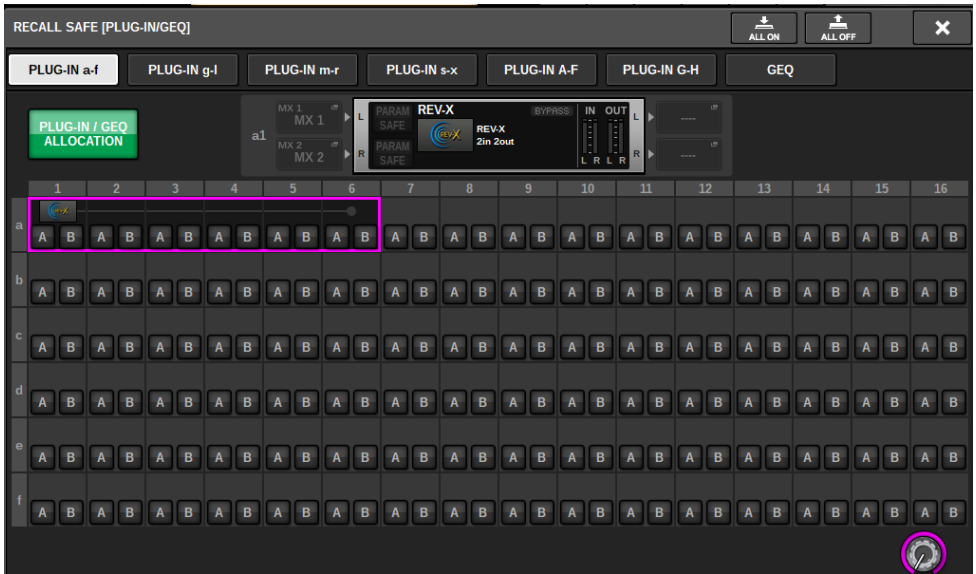 RECALL SAFE [PLUG-IN/GEQ]
ALL ON
ALL OFF
PLUG-IN a-f
PLUG-IN g-l
PLUG-IN m-r
PLUG-IN s-x
PLUG-IN A-F
PLUG-IN G-H
GEQ
PLUG-IN / GEQ
ALLOCATION
a1
MX 1
MX 1
MX 2
MX 2
L
R
PARAM
SAFE
PARAM
SAFE
REV-X
BYPASS
REV-X
REV-X
2in 2out
IN OUT
L R L R
L
R
----
----
1 2 3 4 5 6 7 8 9 10 11 12 13 14 15 16
REV-X
a A B A B A B A B A B A B A B A B A B A B A B A B A B A B A B A B
b A B A B A B A B A B A B A B A B A B A B A B A B A B A B A B A B
c A B A B A B A B A B A B A B A B A B A B A B A B A B A B A B A B
d A B A B A B A B A B A B A B A B A B A B A B A B A B A B A B A B
e A B A B A B A B A B A B A B A B A B A B A B A B A B A B A B A B
f A B A B A B A B A B A B A B A B A B A B A B A B A B A B A B A B